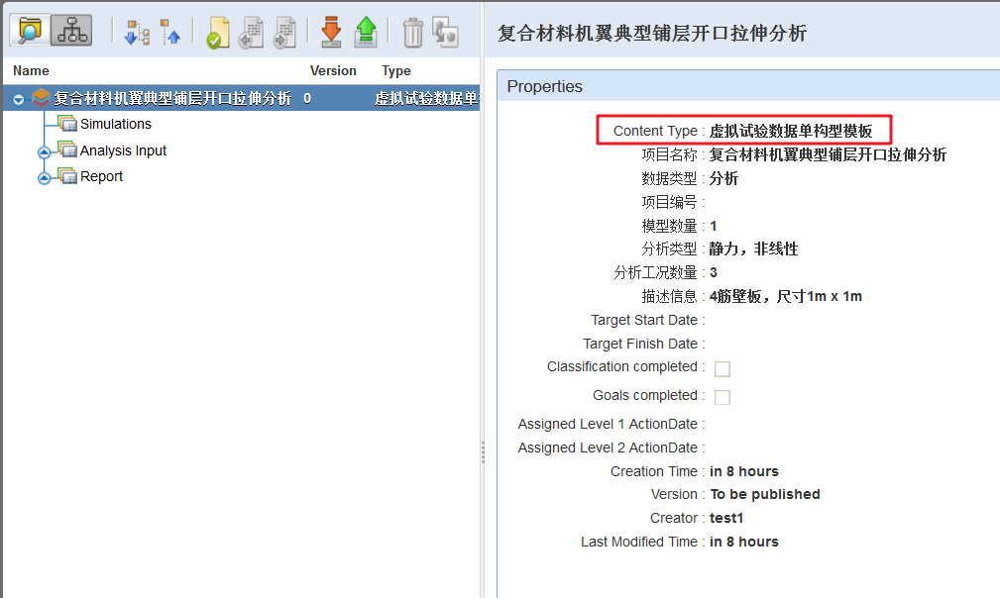 Name Version Type
复合材料机翼典型铺层开口拉伸分析 0 虚拟试验数据单
Simulations
Analysis Input
Report
复合材料机翼典型铺层开口拉伸分析
Properties
Content Type : 虚拟试验数据单构型模板
项目名称 : 复合材料机翼典型铺层开口拉伸分析
数据类型 : 分析
项目编号 :
模型数量 : 1
分析类型 : 静力，非线性
分析工况数量 : 3
描述信息 : 4筋壁板，尺寸1m x 1m
Target Start Date :
Target Finish Date :
Classification completed :
Goals completed :
Assigned Level 1 ActionDate :
Assigned Level 2 ActionDate :
Creation Time : in 8 hours
Version : To be published
Creator : test1
Last Modified Time : in 8 hours